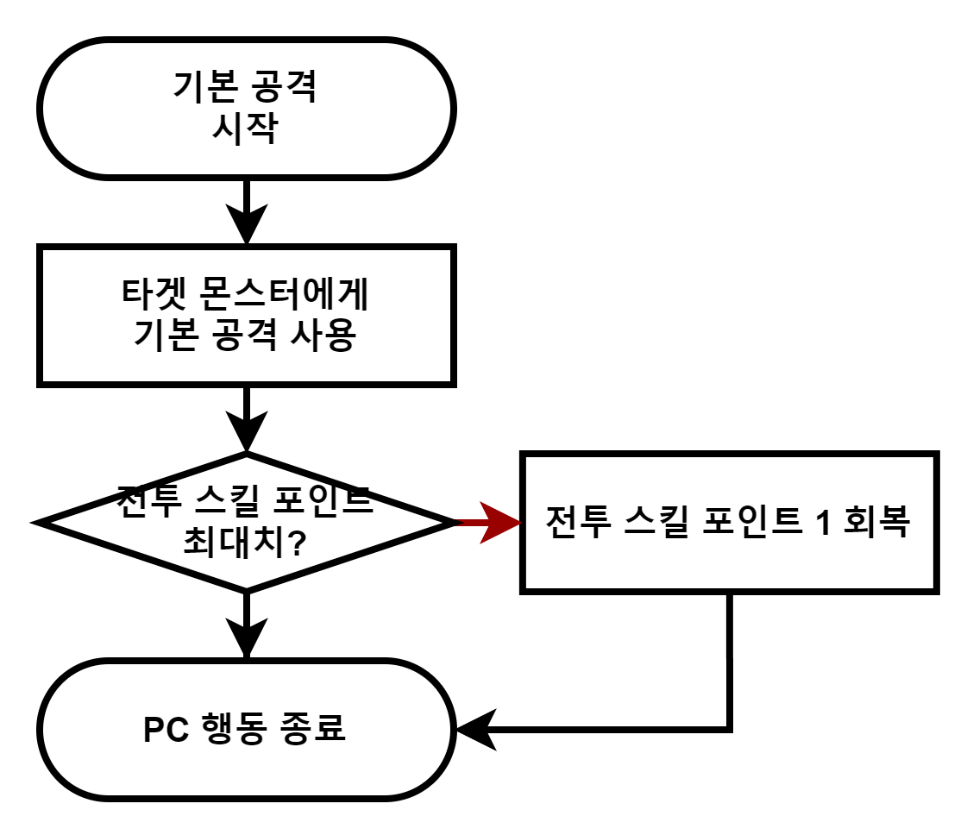 기본 공격
시작
타겟 몬스터에게
기본 공격 사용
전투 스킬 포인트
최대치?
전투 스킬 포인트 1 회복
PC 행동 종료